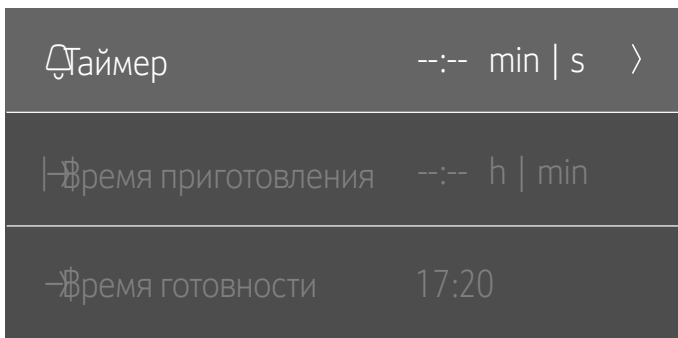 Таймер --:-- min | s 〉
Время приготовления --:-- h | min
Время готовности 17:20